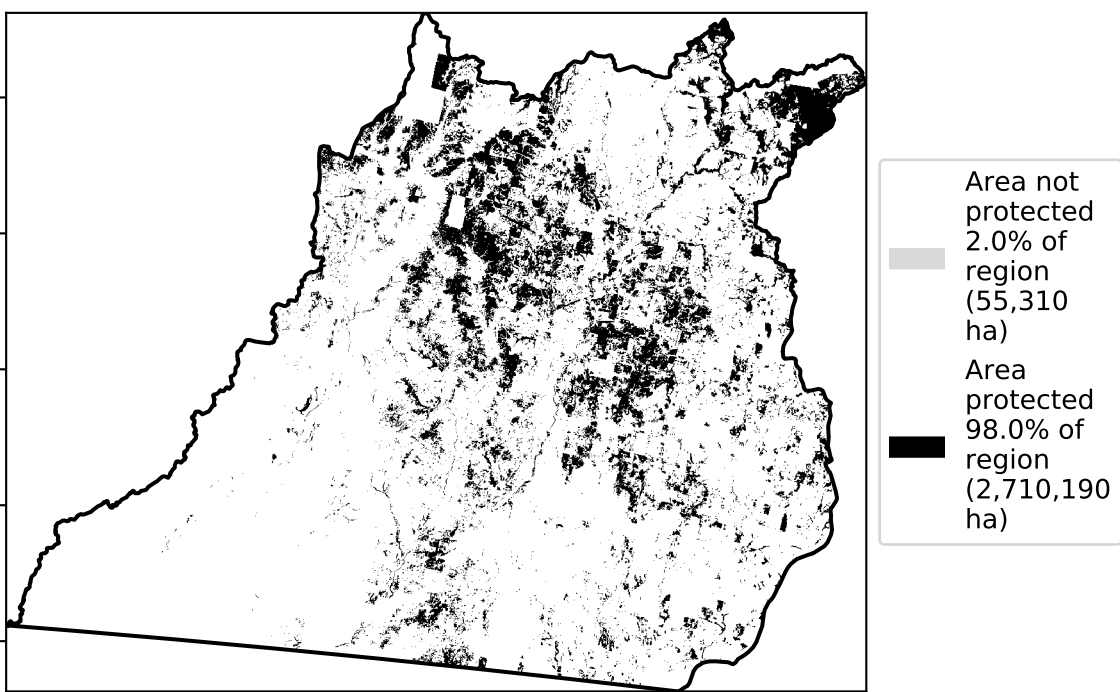 Area not
protected
2.0% of
region
(55,310
ha)
Area
protected
98.0% of
region
(2,710,190
ha)